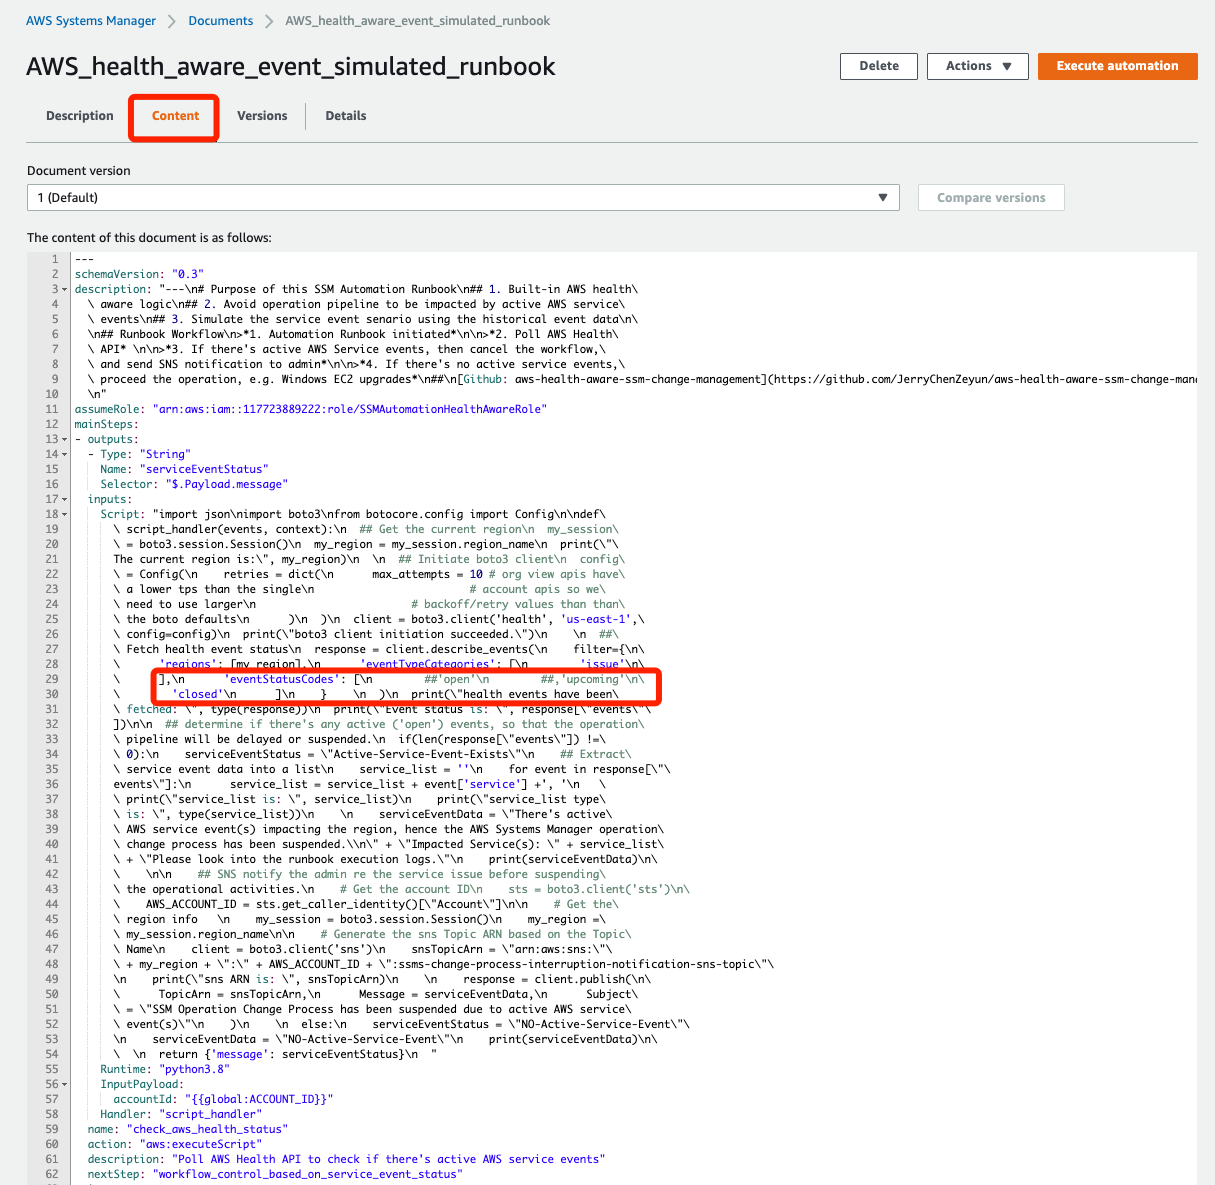 AWS Systems Manager > Documents > AWS_health_aware_event_simulated_runbook
AWS_health_aware_event_simulated_runbook
Delete
Actions ▼
Execute automation
Description
Content
Versions
Details
Document version
1 (Default)
Compare versions
The content of this document is as follows:
1 ---
2 schemaVersion: "0.3"
3 description: "---\n# Purpose of this SSM Automation Runbook\n## 1. Built-in AWS health\
4 \ aware logic\n## 2. Avoid operation pipeline to be impacted by active AWS service\
5 \ events\n## 3. Simulate the service event senario using the historical event data\n\
6 \n## Runbook Workflow\n>*1. Automation Runbook initiated*\n\n>*2. Poll AWS Health\
7 \ API* \n\n>*3. If there's active AWS Service events, then cancel the workflow,\
8 \ and send SNS notification to admin*\n\n>*4. If there's no active service events,\
9 \ proceed the operation, e.g. Windows EC2 upgrades*\n##\n[Github: aws-health-aware-ssm-change-management](https://github.com/JerryChenZeyun/aws-health-aware-ssm-change-man
10 \n"
11 assumeRole: "arn:aws:iam::117723889222:role/SSMAutomationHealthAwareRole"
12 mainSteps:
13 - outputs:
14 - Type: "String"
15 Name: "serviceEventStatus"
16 Selector: "$.Payload.message"
17 inputs:
18 Script: "import json\nimport boto3\nfrom botocore.config import Config\n\ndef\
19 \ script_handler(events, context):\n  ## Get the current region\n  my_session\
20 \ = boto3.session.Session()\n  my_region = my_session.region_name\n  print(\"\
21 The current region is:\", my_region)\n  \n  ## Initiate boto3 client\n  config\
22 \ = Config(\n    retries = dict(\n      max_attempts = 10 # org view apis have\
23 \ a lower tps than the single\n                        # account apis so we\
24 \ need to use larger\n                        # backoff/retry values than than\
25 \ the boto defaults\n      )\n  )\n  client = boto3.client('health', 'us-east-1',\
26 \ config=config)\n  print(\"boto3 client initiation succeeded.\")\n    \n  ##\
27 \ Fetch health event status\n  response = client.describe_events(\n    filter={\n\
28 \      'regions': [my_region],\n      'eventTypeCategories': [\n        'issue'\n\
29 \      ],\n      'eventStatusCodes': [\n        ##'open'\n        ##,'upcoming'\n\
30 \        'closed'\n      ]\n    }    \n  )\n  print(\"health events have been\
31 \ fetched: \", type(response))\n  print(\"Event status is: \", response[\"events\"\
32 ])\n\n  ## determine if there's any active ('open') events, so that the operation\
33 \ pipeline will be delayed or suspended.\n  if(len(response[\"events\"]) !=\
34 \ 0):\n    serviceEventStatus = \"Active-Service-Event-Exists\"\n    ## Extract\
35 \ service event data into a list\n    service_list = ''\n    for event in response[\"\
36 events\"]:\n      service_list = service_list + event['service'] +', '\n   \
37 \ print(\"service_list is: \", service_list)\n    print(\"service_list type\
38 \ is: \", type(service_list))\n    \n    serviceEventData = \"There's active\
39 \ AWS service event(s) impacting the region, hence the AWS Systems Manager operation\
40 \ change process has been suspended.\\n\" + \"Impacted Service(s): \" + service_list\
41 \ + \"Please look into the runbook execution logs.\"\n    print(serviceEventData)\n\
42 \    \n\n    ## SNS notify the admin re the service issue before suspending\
43 \ the operational activities.\n    # Get the account ID\n    sts = boto3.client('sts')\n\
44 \    AWS_ACCOUNT_ID = sts.get_caller_identity()[\"Account\"]\n\n    # Get the\
45 \ region info   \n    my_session = boto3.session.Session()\n    my_region =\
46 \ my_session.region_name\n\n    # Generate the sns Topic ARN based on the Topic\
47 \ Name\n    client = boto3.client('sns')\n    snsTopicArn = \"arn:aws:sns:\"\
48 \ + my_region + \":\" + AWS_ACCOUNT_ID + \":ssms-change-process-interruption-notification-sns-topic\"\
49 \n    print(\"sns ARN is: \", snsTopicArn)\n    \n    response = client.publish(\n\
50 \      TopicArn = snsTopicArn,\n      Message = serviceEventData,\n      Subject\
51 \ = \"SSM Operation Change Process has been suspended due to active AWS service\
52 \ event(s)\"\n    )\n    \n  else:\n    serviceEventStatus = \"NO-Active-Service-Event\"\
53 \n    serviceEventData = \"NO-Active-Service-Event\"\n    print(serviceEventData)\n\
54 \  \n  return {'message': serviceEventStatus}\n  "
55 Runtime: "python3.8"
56 InputPayload:
57 accountId: "{{global:ACCOUNT_ID}}"
58 Handler: "script_handler"
59 name: "check_aws_health_status"
60 action: "aws:executeScript"
61 description: "Poll AWS Health API to check if there's active AWS service events"
62 nextStep: "workflow_control_based_on_service_event_status"